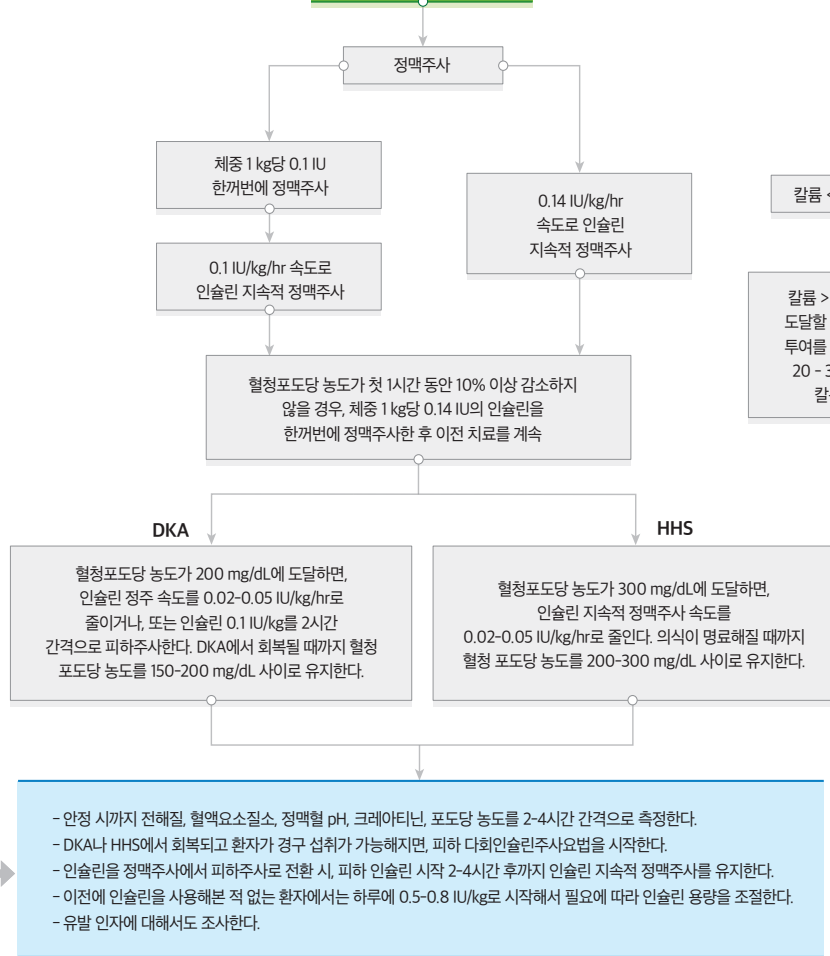 정맥주사
체중 1 kg당 0.1 IU
한꺼번에 정맥주사
0.1 IU/kg/hr 속도로
인슐린 지속적 정맥주사
0.14 IU/kg/hr
속도로 인슐린
지속적 정맥주사
칼륨 <
칼륨 >
도달할
투여를
20 - 3
칼
혈청포도당 농도가 첫 1시간 동안 10% 이상 감소하지
않을 경우, 체중 1 kg당 0.14 IU의 인슐린을
한꺼번에 정맥주사한 후 이전 치료를 계속
DKA
혈청포도당 농도가 200 mg/dL에 도달하면,
인슐린 정주 속도를 0.02-0.05 IU/kg/hr로
줄이거나, 또는 인슐린 0.1 IU/kg를 2시간
간격으로 피하주사한다. DKA에서 회복될 때까지 혈청
포도당 농도를 150-200 mg/dL 사이로 유지한다.
HHS
혈청포도당 농도가 300 mg/dL에 도달하면,
인슐린 지속적 정맥주사 속도를
0.02-0.05 IU/kg/hr로 줄인다. 의식이 명료해질 때까지
혈청 포도당 농도를 200-300 mg/dL 사이로 유지한다.
- 안정 시까지 전해질, 혈액요소질소, 정맥혈 pH, 크레아티닌, 포도당 농도를 2-4시간 간격으로 측정한다.
- DKA나 HHS에서 회복되고 환자가 경구 섭취가 가능해지면, 피하 다회인슐린주사요법을 시작한다.
- 인슐린을 정맥주사에서 피하주사로 전환 시, 피하 인슐린 시작 2-4시간 후까지 인슐린 지속적 정맥주사를 유지한다.
- 이전에 인슐린을 사용해본 적 없는 환자에서는 하루에 0.5-0.8 IU/kg로 시작해서 필요에 따라 인슐린 용량을 조절한다.
- 유발 인자에 대해서도 조사한다.